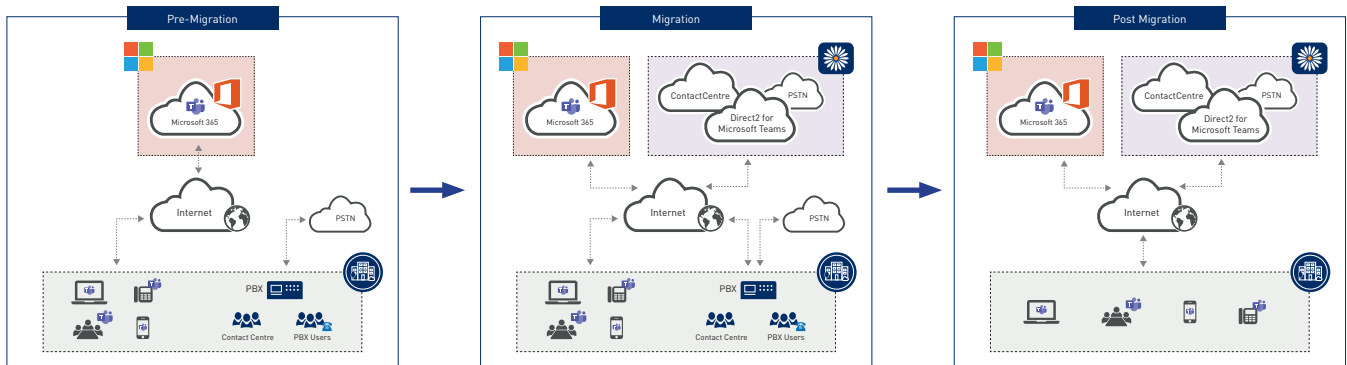 Pre-Migration
Microsoft 365
Internet
PSTN
PBX
Contact Centre
PBX Users
Migration
Microsoft 365
ContactCentre
PSTN
Direct2 for
Microsoft Teams
Internet
PSTN
PBX
Contact Centre
PBX Users
Post Migration
Microsoft 365
ContactCentre
PSTN
Direct2 for
Microsoft Teams
Internet